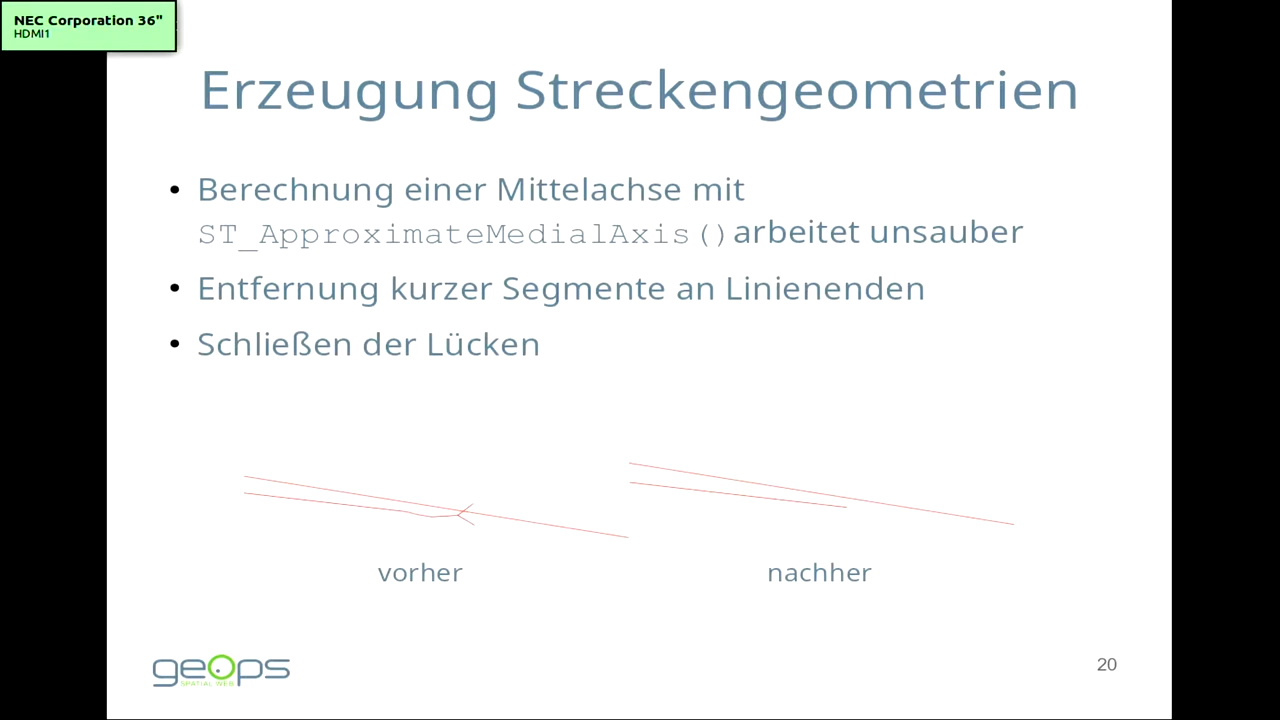 NEC Corporation 36"
HDMI1
Erzeugung Streckengeometrien
• Berechnung einer Mittelachse mit
ST_ApproximateMedialAxis()arbeitet unsauber
• Entfernung kurzer Segmente an Linienenden
• Schließen der Lücken
vorher
nachher
geops
SPATIAL WEB
20